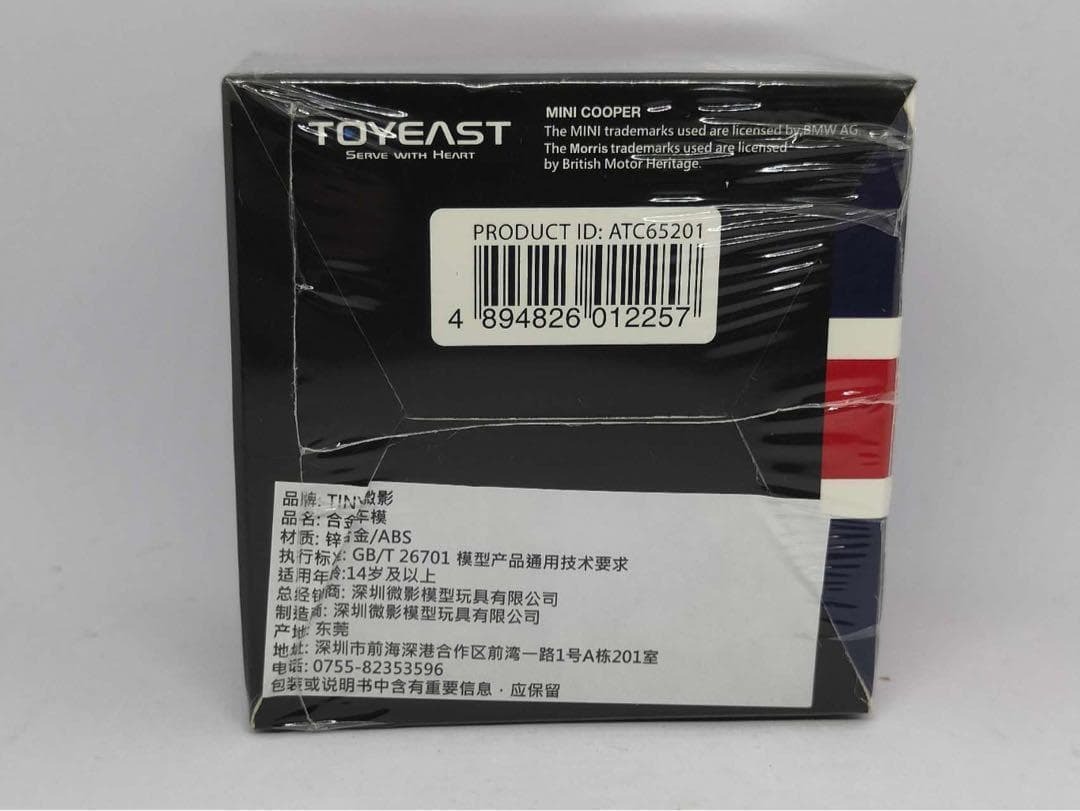 TOYEAST
SERVE WITH HEART
MINI COOPER
The MINI trademarks used are licensed by BMW AG
The Morris trademarks used are licensed
by British Motor Heritage.
PRODUCT ID: ATC65201
4 894826 012257
品牌: TINY微影
品名: 合金车模
材质: 锌合金/ABS
执行标准: GB/T 26701 模型产品通用技术要求
适用年龄:14岁及以上
总经销商: 深圳微影模型玩具有限公司
制造商: 深圳微影模型玩具有限公司
产地: 东莞
地址: 深圳市前海深港合作区前湾一路1号A栋201室
电话: 0755-82353596
包装或说明书中含有重要信息，应保留